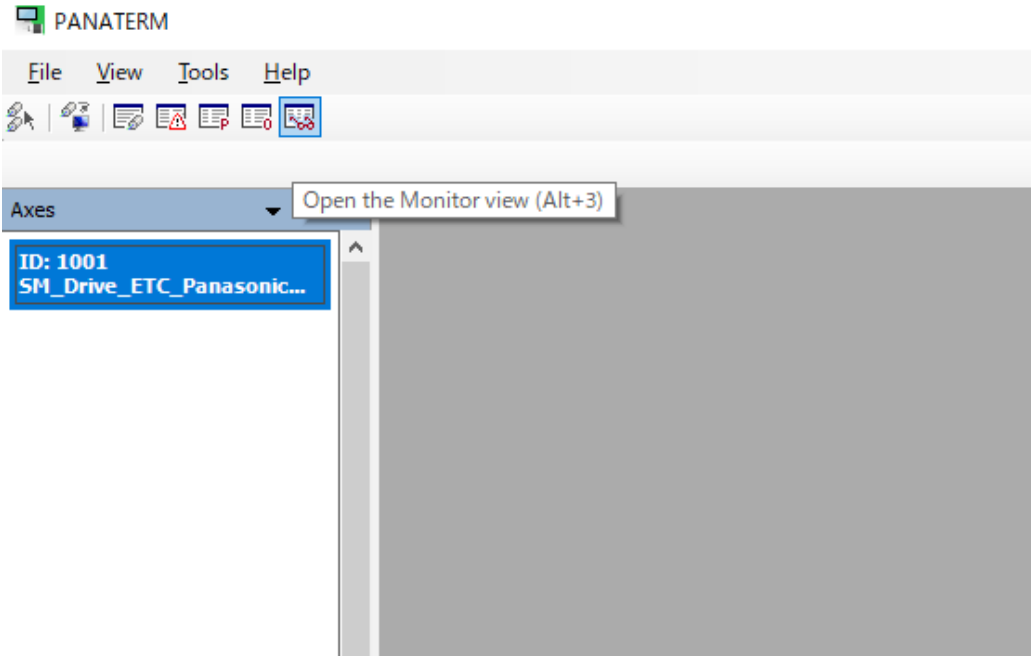 PANATERM
File View Tools Help
Open the Monitor view (Alt+3)
Axes
ID: 1001
SM_Drive_ETC_Panasonic...